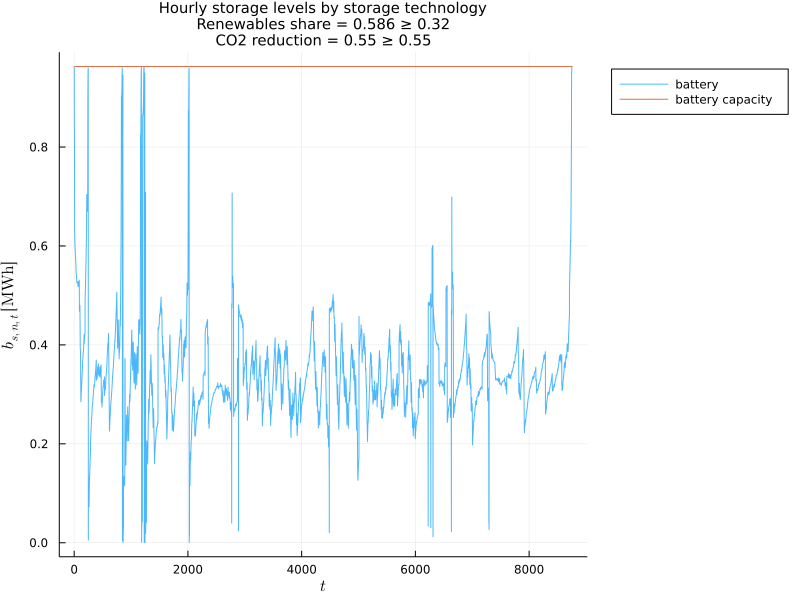 Hourly storage levels by storage technology
Renewables share = 0.586 ≥ 0.32
CO2 reduction = 0.55 ≥ 0.55
battery
battery capacity
0.8
0.6
0.4
0.2
0.0
b_{s, n, t} [MWh]
0 2000 4000 6000 8000
t